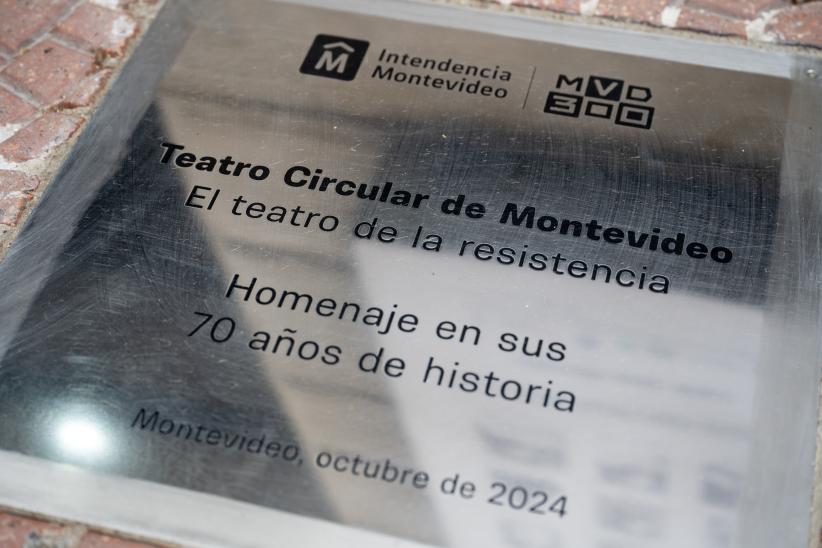 M Intendencia
Montevideo
MVD
300
Teatro Circular de Montevideo
El teatro de la resistencia
Homenaje en sus
70 años de historia
Montevideo, octubre de 2024